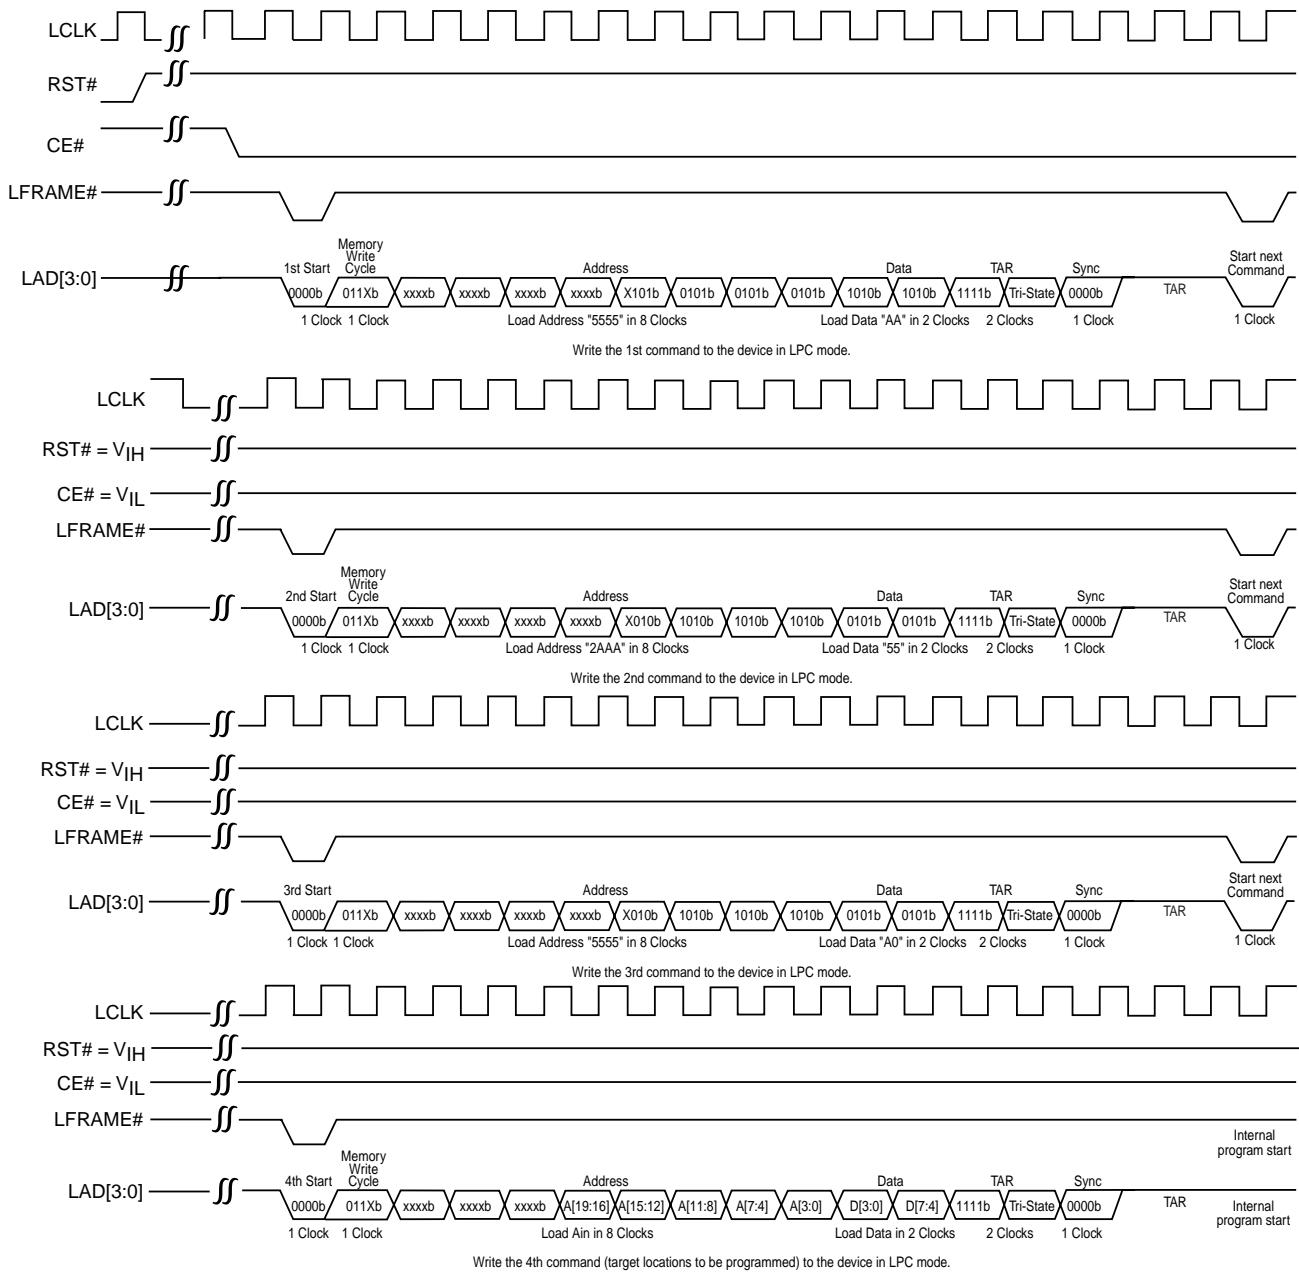 LCLK
RST#
CE#
LFRAME#
Memory
Write
Cycle
1st Start Address Data TAR Sync Start next
Command
LAD[3:0] 0000b 011Xb xxxxb xxxxb xxxxb xxxxb X101b 0101b 0101b 0101b 1010b 1010b 1111b Tri-State 0000b TAR
1 Clock 1 Clock Load Address "5555" in 8 Clocks Load Data "AA" in 2 Clocks 2 Clocks 1 Clock 1 Clock
Write the 1st command to the device in LPC mode.
LCLK
RST# = VIH
CE# = VIL
LFRAME#
Memory
Write
Cycle
2nd Start Address Data TAR Sync Start next
Command
LAD[3:0] 0000b 011Xb xxxxb xxxxb xxxxb xxxxb X010b 1010b 1010b 1010b 0101b 0101b 1111b Tri-State 0000b TAR
1 Clock 1 Clock Load Address "2AAA" in 8 Clocks Load Data "55" in 2 Clocks 2 Clocks 1 Clock 1 Clock
Write the 2nd command to the device in LPC mode.
LCLK
RST# = VIH
CE# = VIL
LFRAME#
3rd Start Address Data TAR Sync Start next
Command
LAD[3:0] 0000b 011Xb xxxxb xxxxb xxxxb xxxxb X010b 1010b 1010b 1010b 0101b 0101b 1111b Tri-State 0000b TAR
1 Clock 1 Clock Load Address "5555" in 8 Clocks Load Data "A0" in 2 Clocks 2 Clocks 1 Clock 1 Clock
Write the 3rd command to the device in LPC mode.
LCLK
RST# = VIH
CE# = VIL
LFRAME#
Internal
program start
Memory
Write
Cycle
4th Start Address Data TAR Sync
LAD[3:0] 0000b 011Xb xxxxb xxxxb xxxxb A[19:16] A[15:12] A[11:8] A[7:4] A[3:0] D[3:0] D[7:4] 1111b Tri-State 0000b TAR Internal
program start
1 Clock 1 Clock Load Ain in 8 Clocks Load Data in 2 Clocks 2 Clocks 1 Clock
Write the 4th command (target locations to be programmed) to the device in LPC mode.